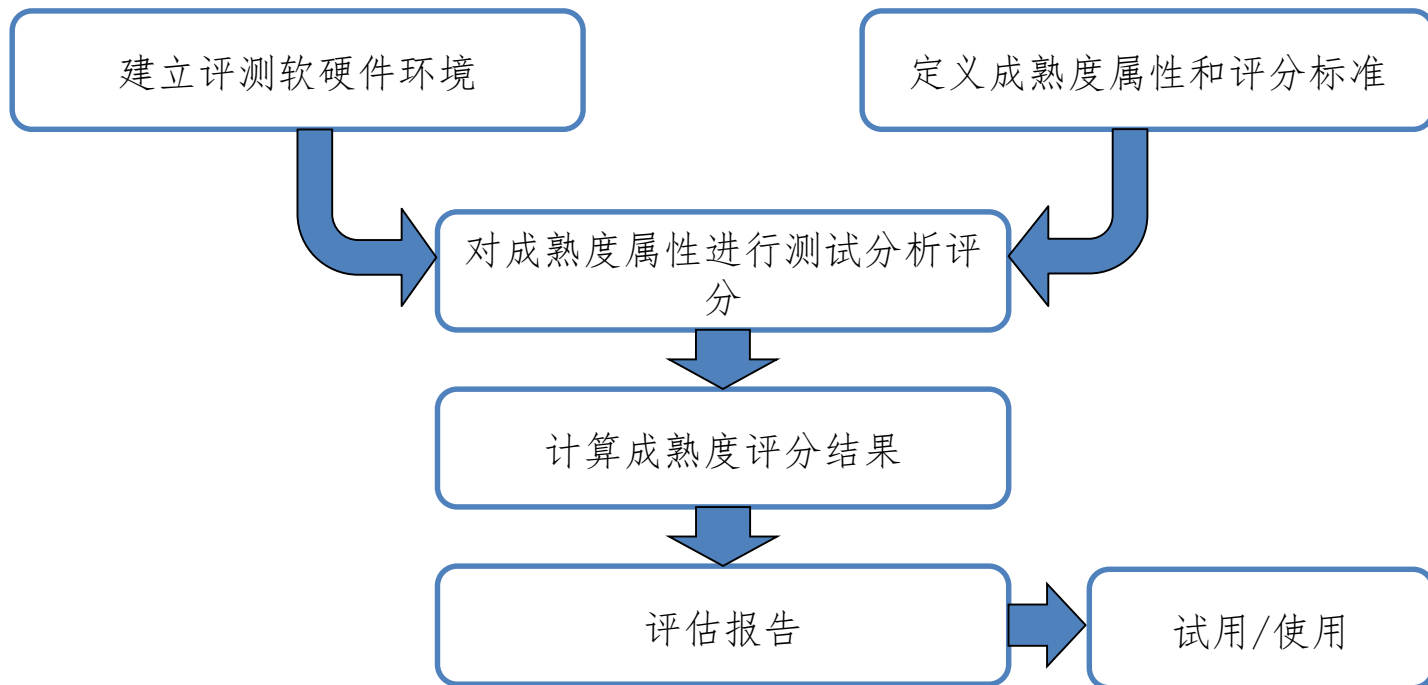 建立评测软硬件环境
定义成熟度属性和评分标准
对成熟度属性进行测试分析评
分
计算成熟度评分结果
评估报告
试用/使用